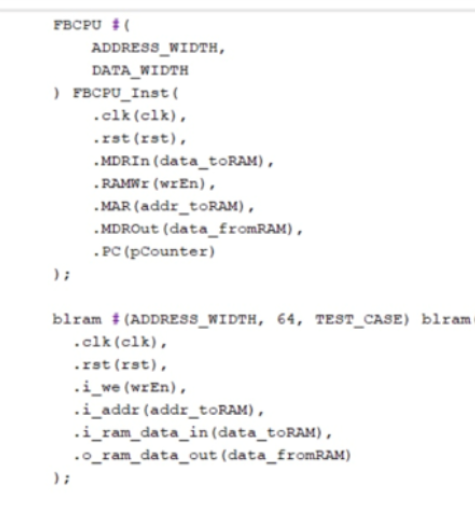 FBCPU #(
ADDRESS_WIDTH,
DATA_WIDTH
) FBCPU_Inst(
.clk(clk),
.rst(rst),
.MDRIn(data_toRAM),
.RAMWr(wrEn),
.MAR(addr_toRAM),
.MDROut(data_fromRAM),
.PC(pCounter)
);
blram #(ADDRESS_WIDTH, 64, TEST_CASE) blram(
.clk(clk),
.rst(rst),
.i_we(wrEn),
.i_addr(addr_toRAM),
.i_ram_data_in(data_toRAM),
.o_ram_data_out(data_fromRAM)
);